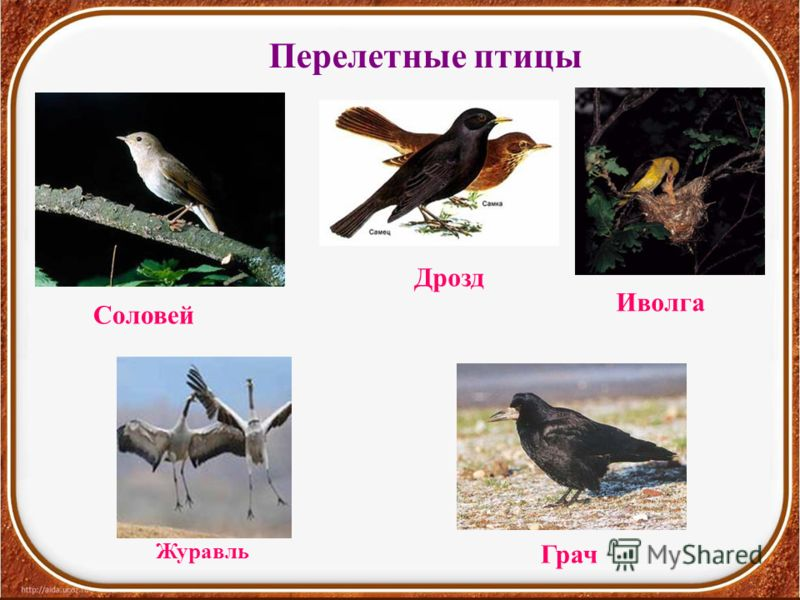 Перелетные птицы
Самка
Самец
Дрозд
Иволга
Соловей
Журавль
Грач
MyShared